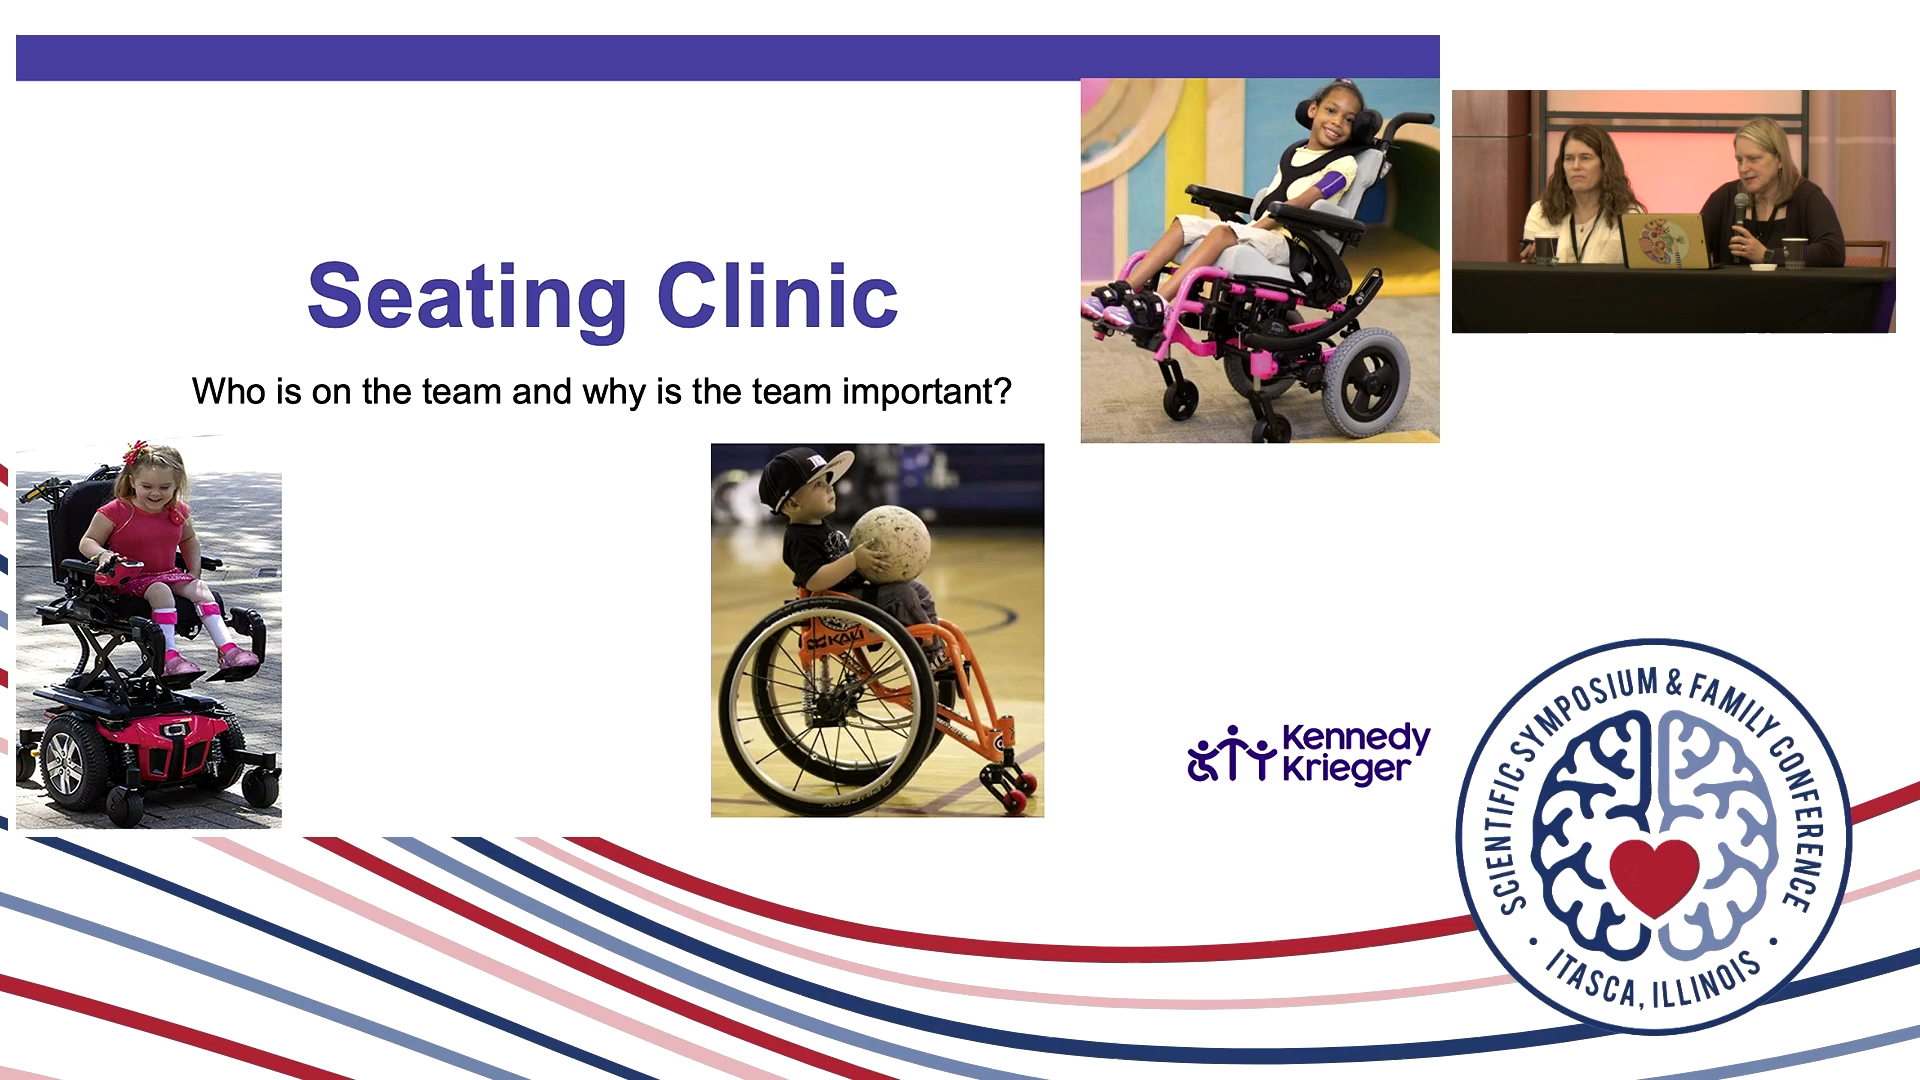 Seating Clinic
Who is on the team and why is the team important?
KALI
Kennedy
Krieger
SCIENTIFIC SYMPOSIUM & FAMILY CONFERENCE
• ITASCA, ILLINOIS •